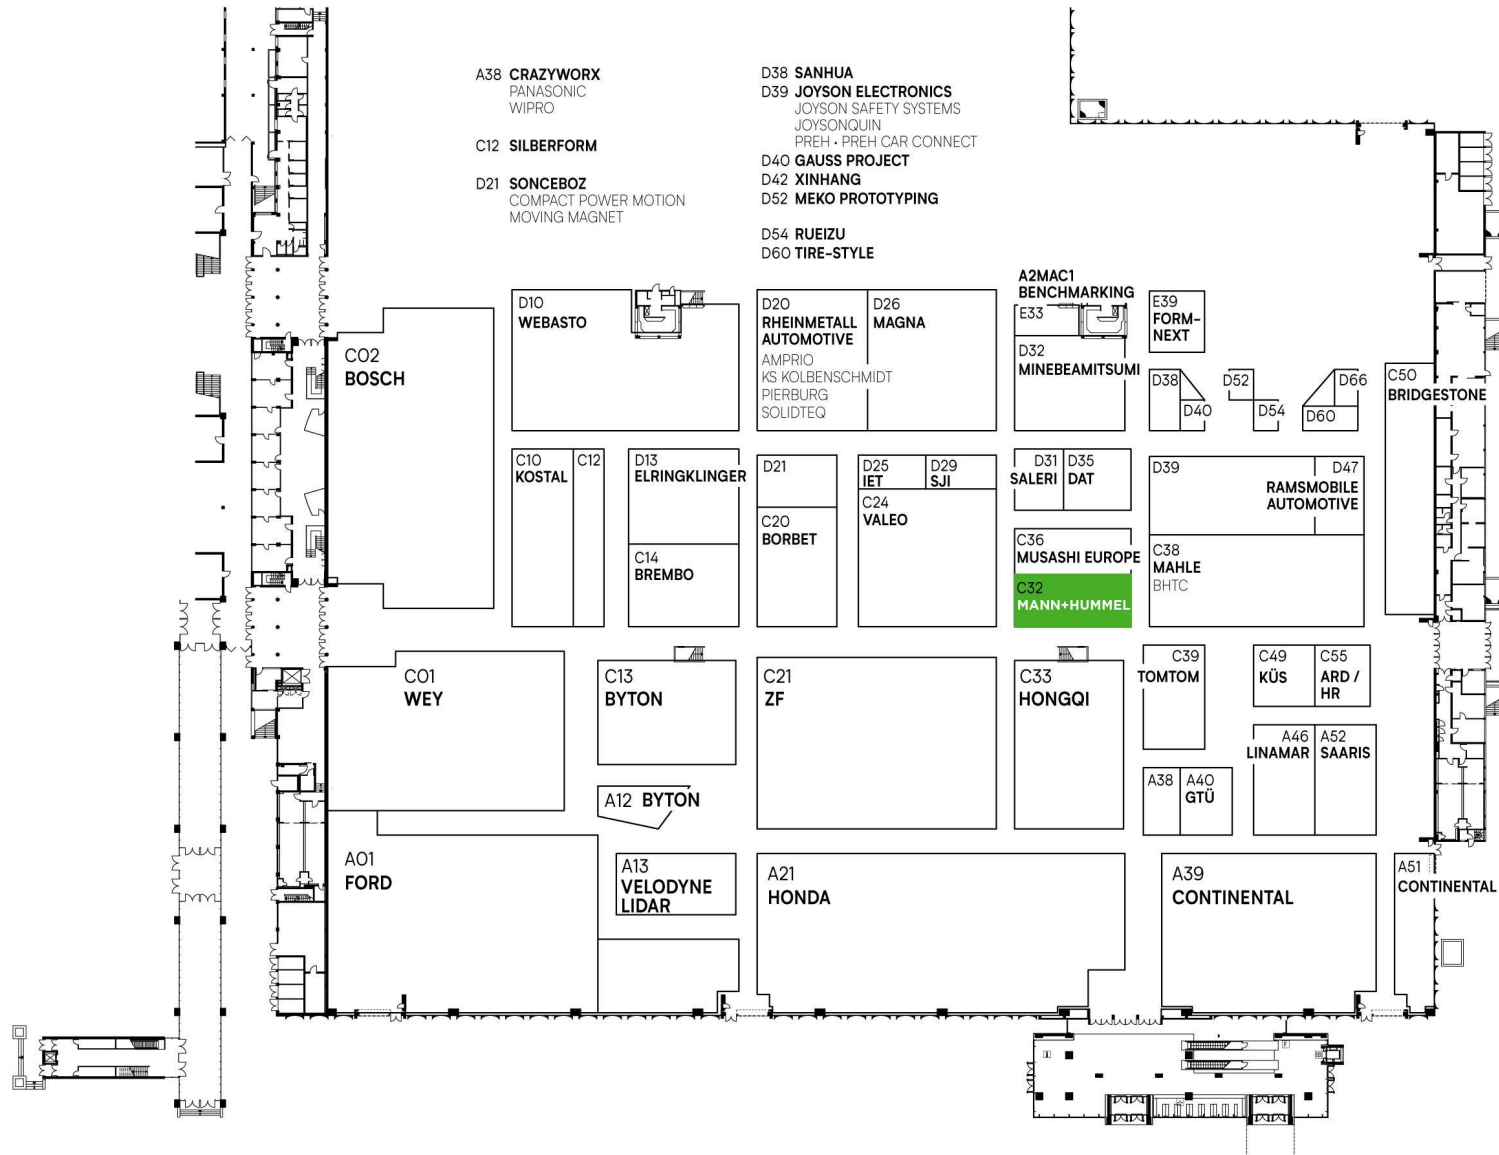 A38 CRAZYWORX
PANASONIC
WIPRO
C12 SILBERFORM
D21 SONCEBOZ
COMPACT POWER MOTION
MOVING MAGNET
D38 SANHUA
D39 JOYSON ELECTRONICS
JOYSON SAFETY SYSTEMS
JOYSONQUIN
PREH • PREH CAR CONNECT
D40 GAUSS PROJECT
D42 XINHANG
D52 MEKO PROTOTYPING
D54 RUEIZU
D60 TIRE-STYLE
A2MAC1
BENCHMARKING
E33
E39
FORM-
NEXT
C02
BOSCH
D10
WEBASTO
D20
RHEINMETALL
AUTOMOTIVE
AMPRIO
KS KOLBENSCHMIDT
PIERBURG
SOLIDTEQ
D26
MAGNA
D32
MINEBEAMITSUMI
D38
D40
D52
D54
D66
D60
C50
BRIDGESTONE
C10
KOSTAL
C12
D13
ELRINGKLINGER
C14
BREMBO
D21
C20
BORBET
D25
IET
D29
SJI
C24
VALEO
D31
SALERI
D35
DAT
C36
MUSASHI EUROPE
C32
MANN+HUMMEL
D39
D47
RAMSMOBILE
AUTOMOTIVE
C38
MAHLE
BHTC
C01
WEY
C13
BYTON
C21
ZF
C33
HONGQI
C39
TOMTOM
C49
KÜS
C55
ARD /
HR
A46
LINAMAR
A52
SAARIS
A12 BYTON
A38
A40
GTÜ
A01
FORD
A13
VELODYNE
LIDAR
A21
HONDA
A39
CONTINENTAL
A51
CONTINENTAL